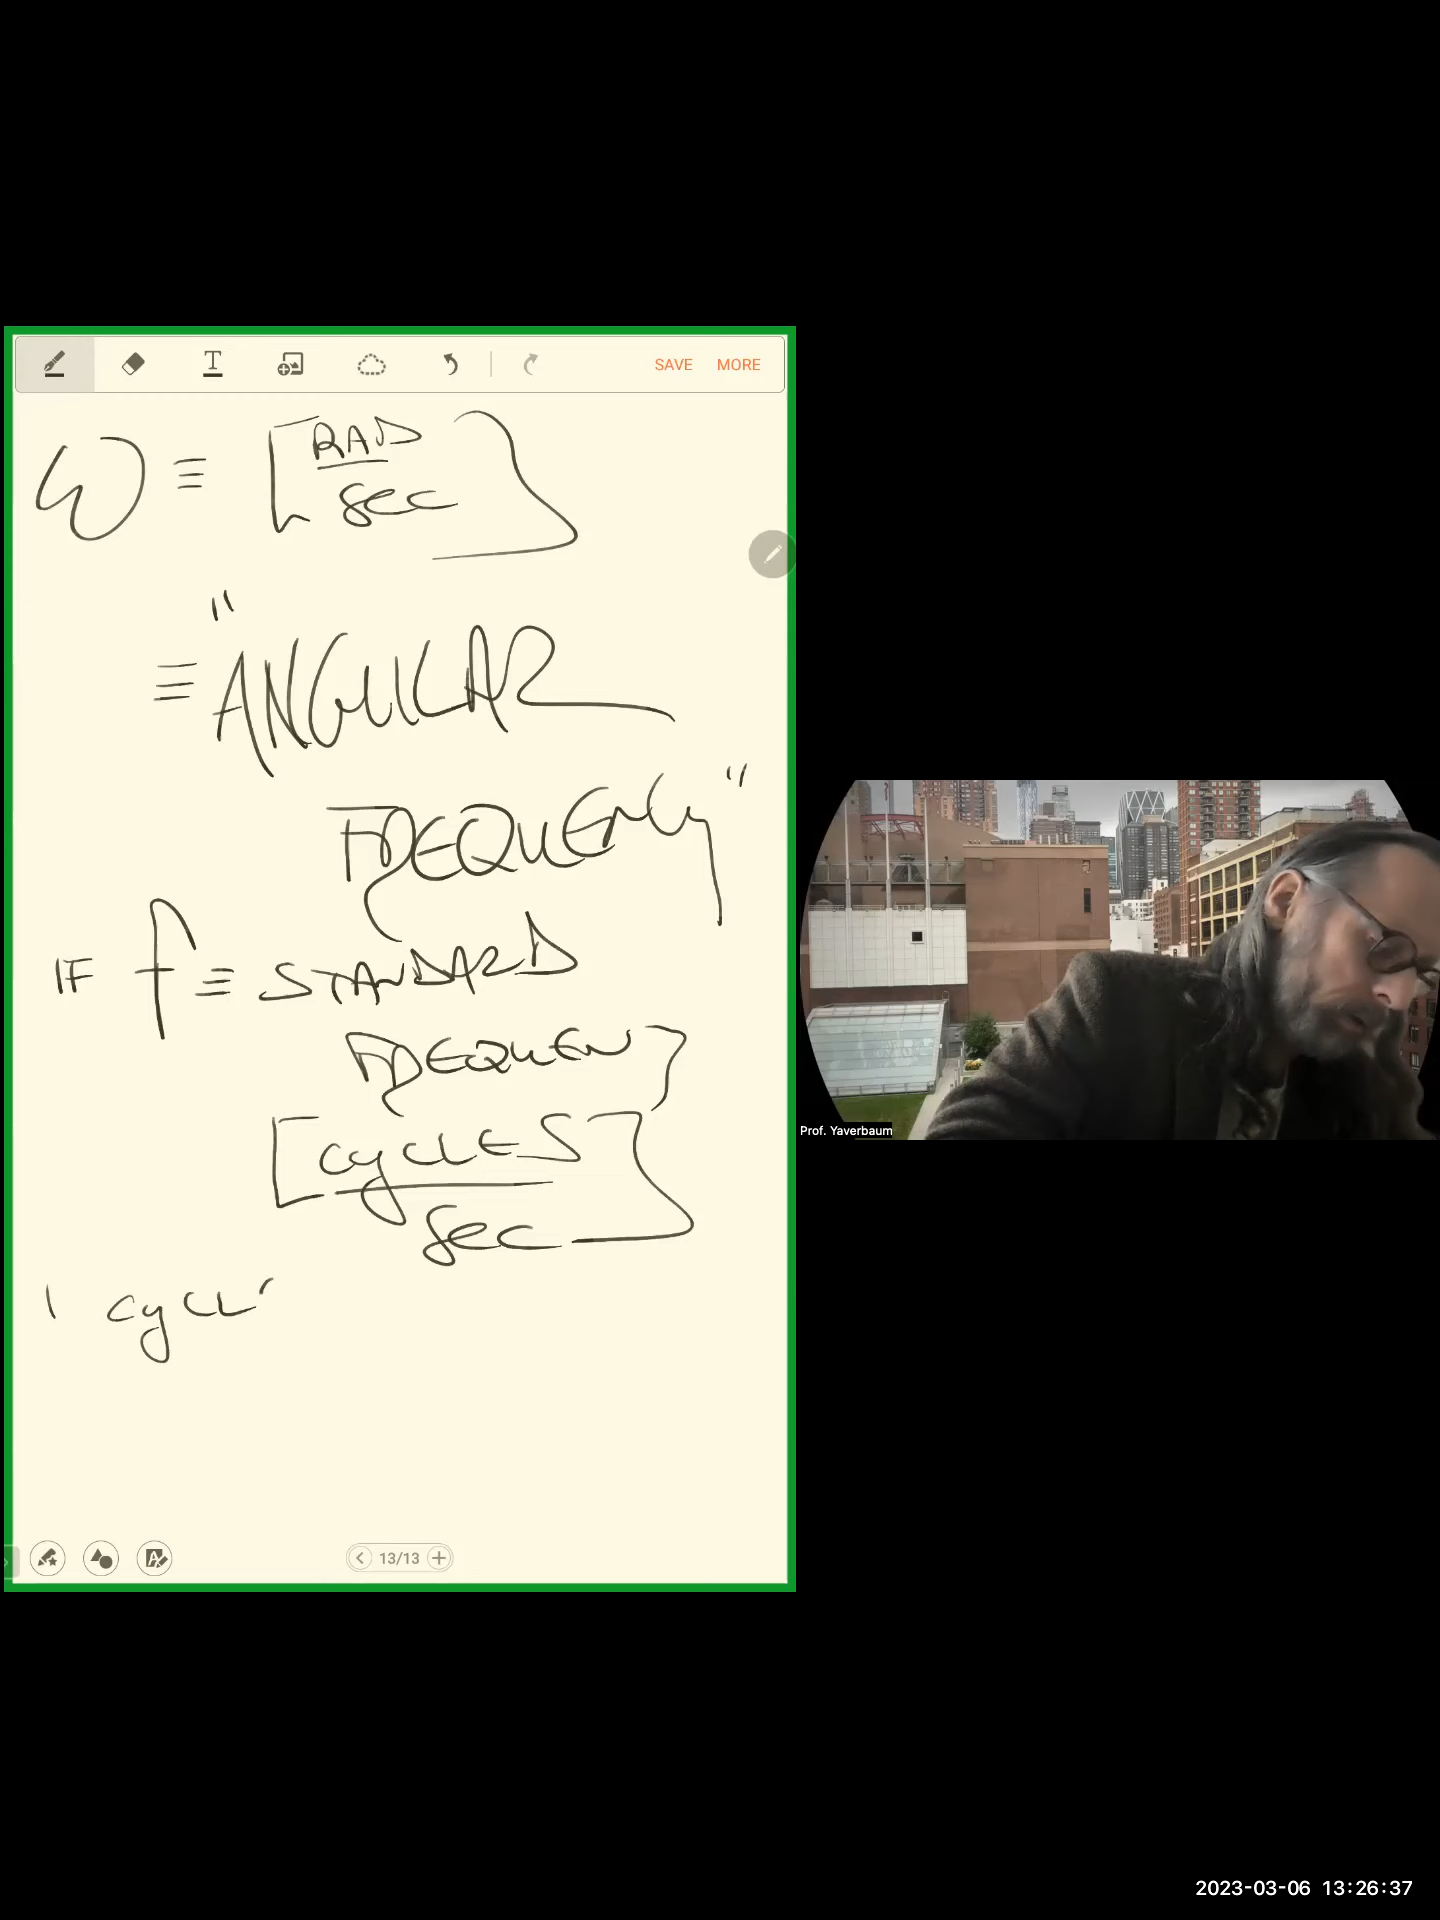 SAVE MORE
ω ≡ [RAD
sec]
≡ "ANGULAR
FREQUENCY"
IF f ≡ STANDARD
FREQUENCY
[CYCLES
sec]
1 CYCL
13/13
Prof. Yaverbaum
2023-03-06 13:26:37